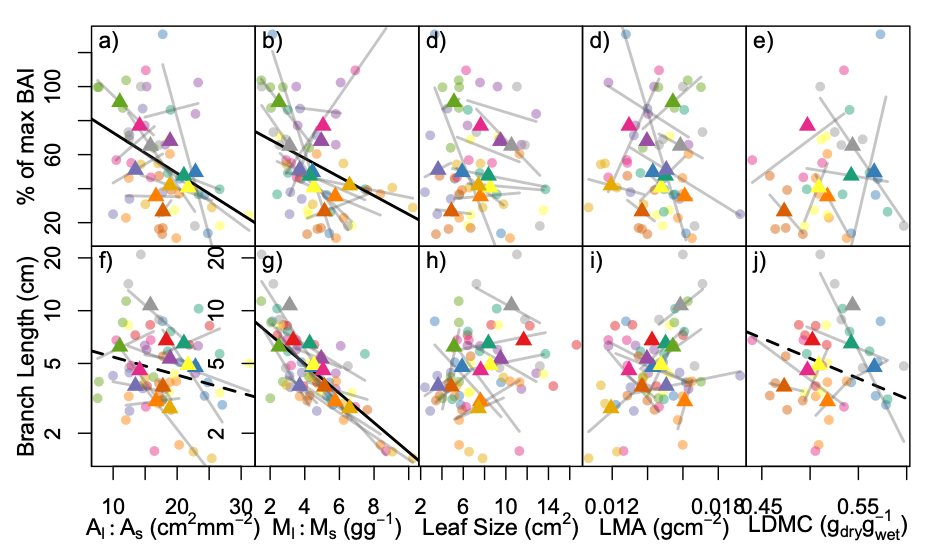 a) b) d) d) e)
% of max BAI
20 60 100
f) g) h) i) j)
Branch Length (cm)
2 5 10 20
2 5 10 20
10 20 30 2 4 6 8 2 6 10 14 0.012 0.018 0.45 0.55
Aₗ : Aₛ (cm²mm⁻²) Mₗ : Mₛ (gg⁻¹) Leaf Size (cm²) LMA (gcm⁻²) LDMC (g_dry g_wet⁻¹)